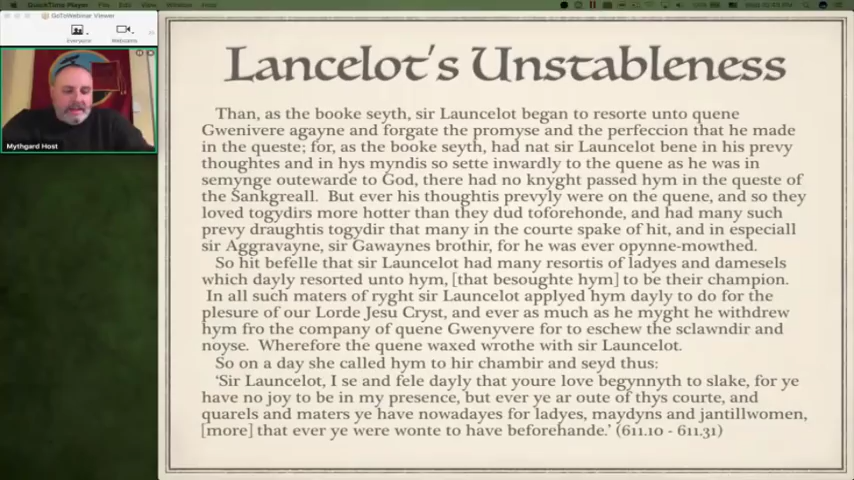 QuickTime Player File Edit View Window Help
GoToWebinar Viewer
Everyone
Webcams
Mythgard Host
Lancelot's Unstableness
Than, as the booke seyth, sir Launcelot began to resorte unto quene
Gwenivere agayne and forgate the promyse and the perfeccion that he made
in the queste; for, as the booke seyth, had nat sir Launcelot bene in his prevy
thoughtes and in hys myndis so sette inwardly to the quene as he was in
semynge outewarde to God, there had no knyght passed hym in the queste of
the Sankgreall. But ever his thoughtis prevyly were on the quene, and so they
loved togydirs more hotter than they dud toforehonde, and had many such
prevy draughtis togydir that many in the courte spake of hit, and in especiall
sir Aggravayne, sir Gawaynes brothir, for he was ever opynne-mowthed.
So hit befelle that sir Launcelot had many resortis of ladyes and damesels
which dayly resorted unto hym, [that besoughte hym] to be their champion.
In all such maters of ryght sir Launcelot applyed hym dayly to do for the
plesure of our Lorde Jesu Cryst, and ever as much as he myght he withdrew
hym fro the company of quene Gwenyvere for to eschew the sclawndir and
noyse. Wherefore the quene waxed wrothe with sir Launcelot.
So on a day she called hym to hir chambir and seyd thus:
'Sir Launcelot, I se and fele dayly that youre love begynnyth to slake, for ye
have no joy to be in my presence, but ever ye ar oute of thys courte, and
quarels and maters ye have nowadayes for ladyes, maydyns and jantillwomen,
[more] that ever ye were wonte to have beforehande.' (611.10 - 611.31)